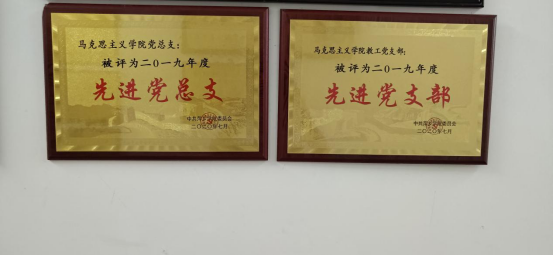 马克思主义学院党总支:
被评为二0一九年度
先进党总支
二〇二〇年七月
马克思主义学院教工党支部:
被评为二0一九年度
先进党支部
二〇二〇年七月